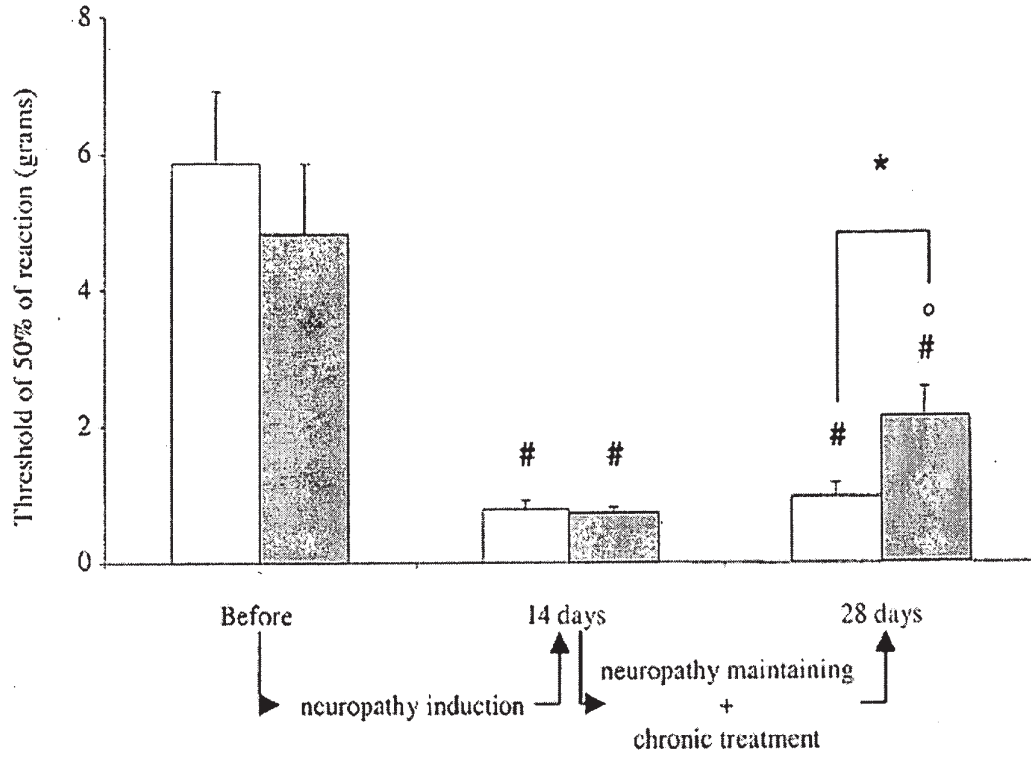 Threshold of 50% of reaction (grams)
8
6
4
2
0
*
o
#
#
#
#
Before
14 days
28 days
neuropathy induction
neuropathy maintaining
+
chronic treatment